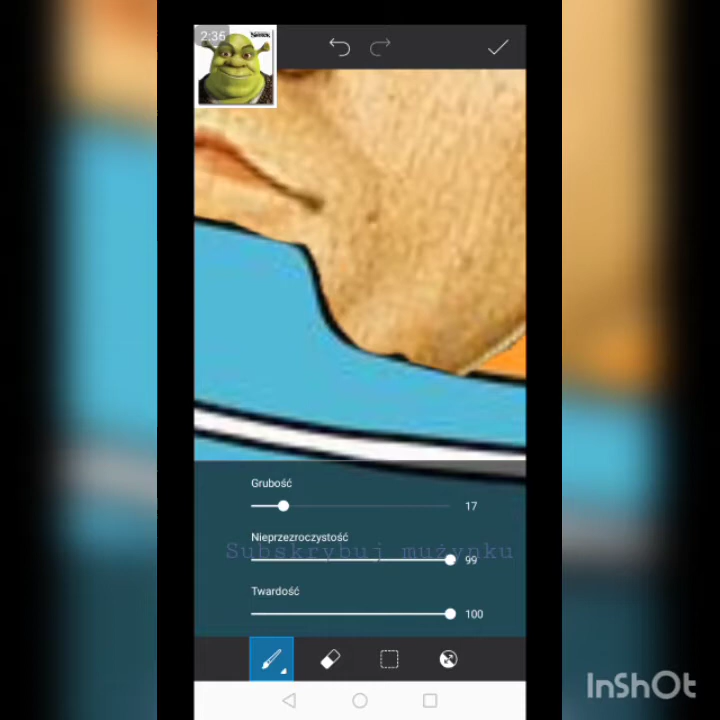 2:36
Grubość
17
Nieprzezroczystość
Subskrybuj mużynku
99
Twardość
100
InShOt